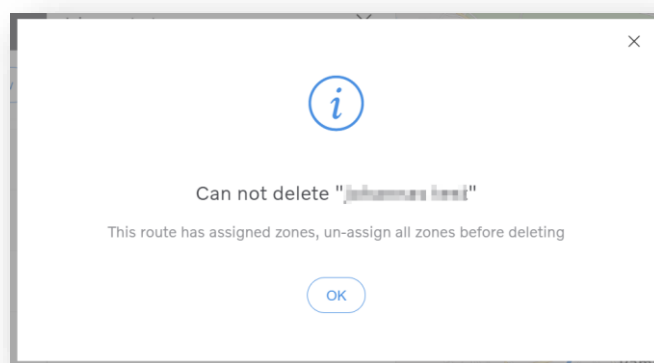 Can not delete ""
This route has assigned zones, un-assign all zones before deleting
OK